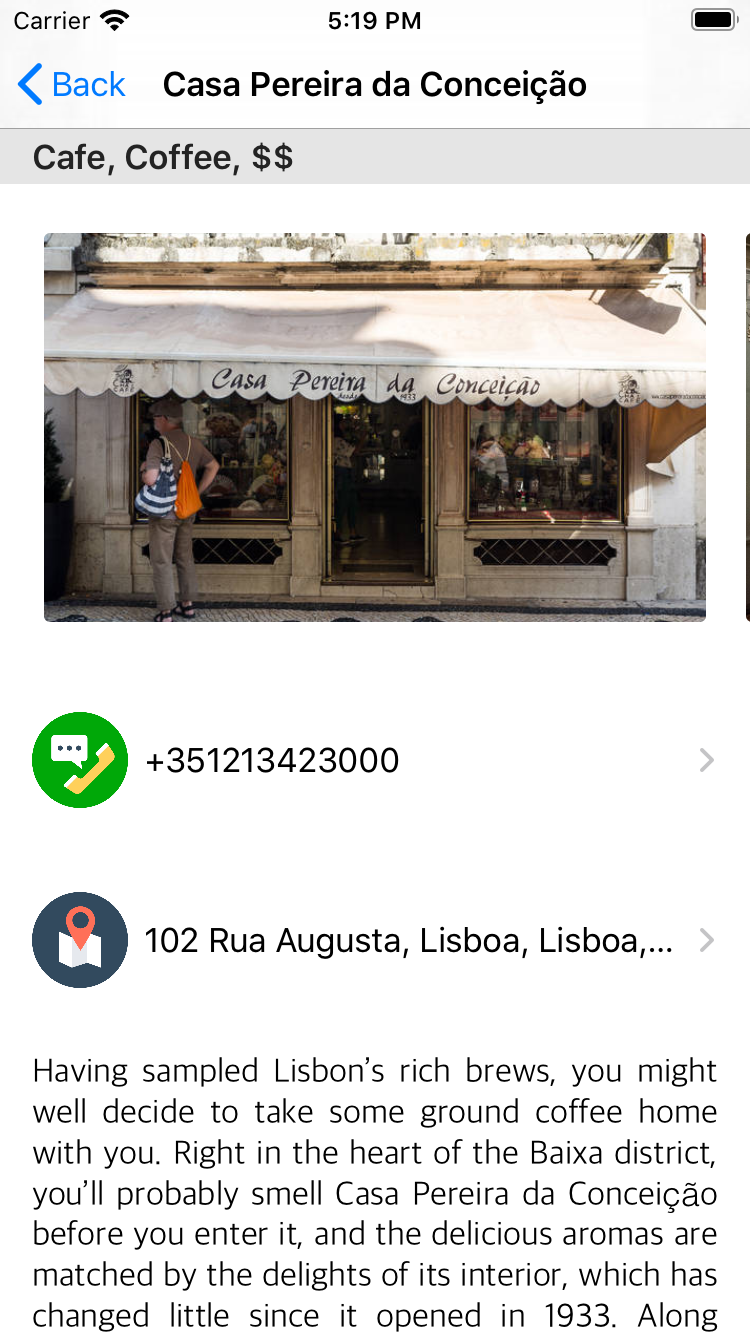 Carrier 5:19 PM
Back Casa Pereira da Conceição
Cafe, Coffee, $$
Casa Pereira da Conceição
desde 1933
+351213423000
102 Rua Augusta, Lisboa, Lisboa,...
Having sampled Lisbon’s rich brews, you might
well decide to take some ground coffee home
with you. Right in the heart of the Baixa district,
you’ll probably smell Casa Pereira da Conceição
before you enter it, and the delicious aromas are
matched by the delights of its interior, which has
changed little since it opened in 1933. Along